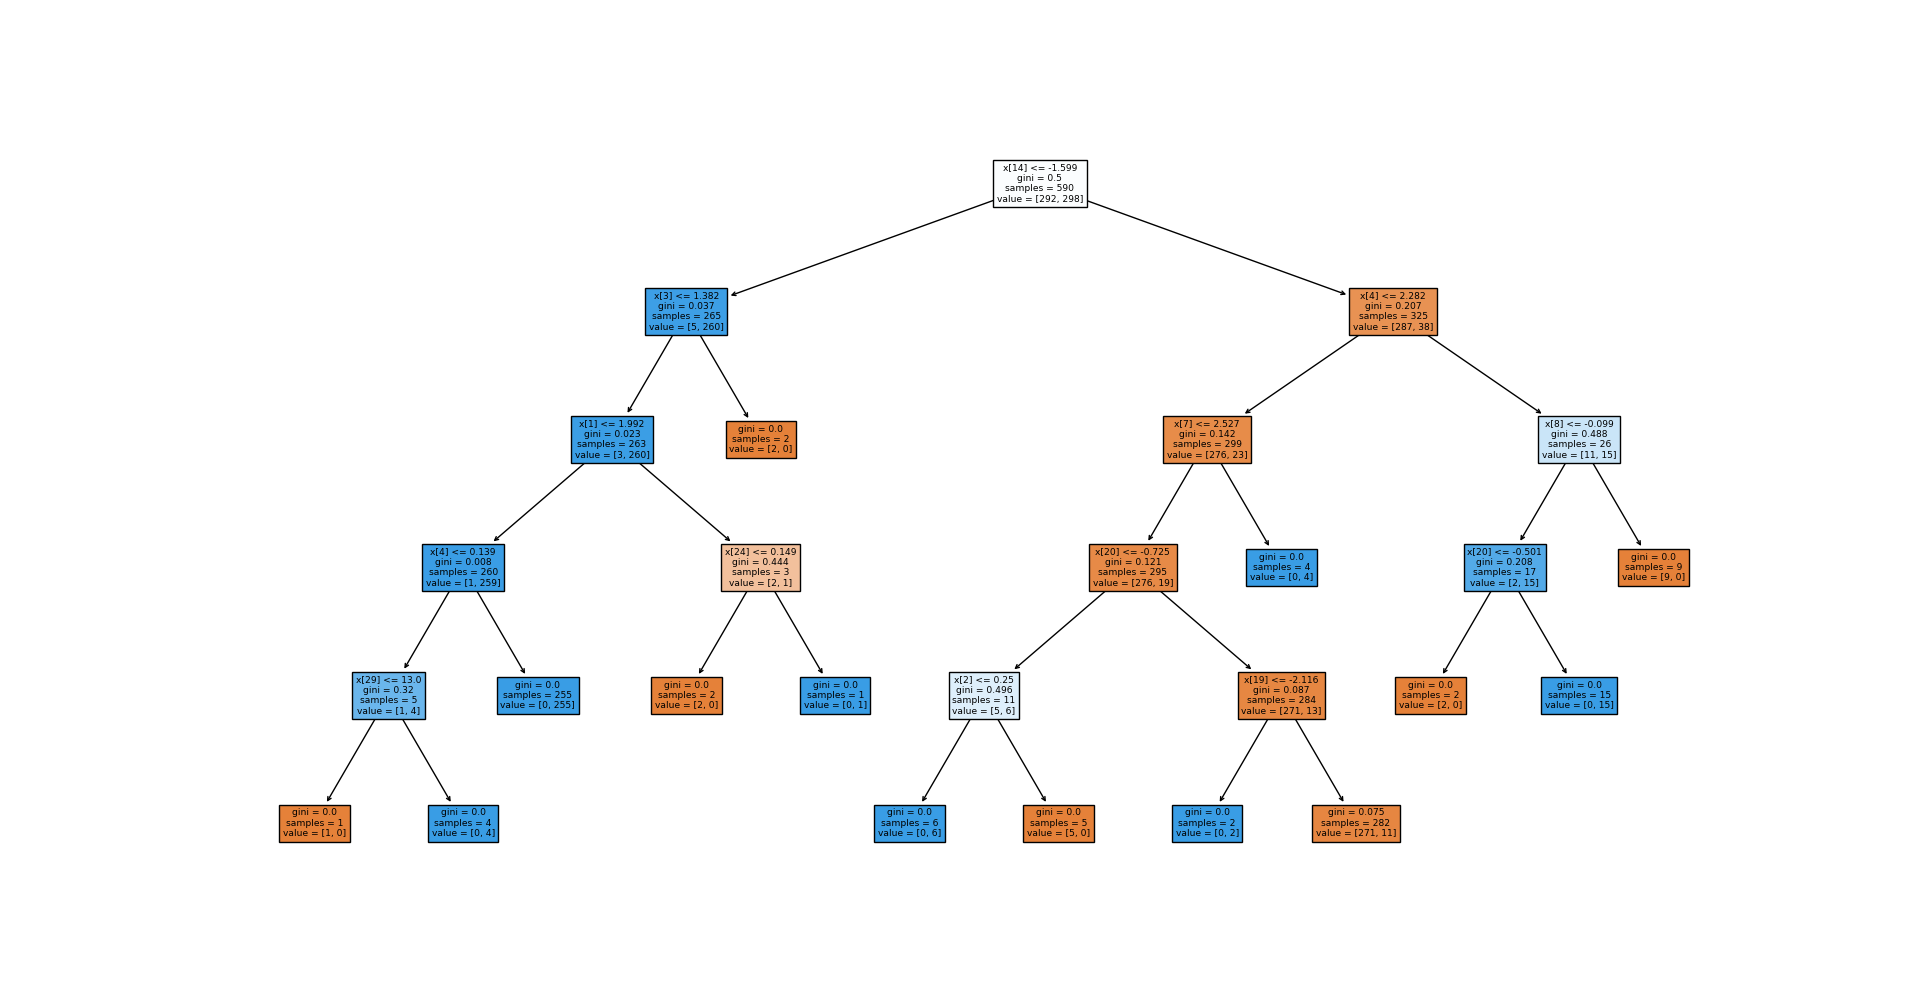 x[14] <= -1.599
gini = 0.5
samples = 590
value = [292, 298]
x[3] <= 1.382
gini = 0.037
samples = 265
value = [5, 260]
x[4] <= 2.282
gini = 0.207
samples = 325
value = [287, 38]
x[1] <= 1.992
gini = 0.023
samples = 263
value = [3, 260]
gini = 0.0
samples = 2
value = [2, 0]
x[7] <= 2.527
gini = 0.142
samples = 299
value = [276, 23]
x[8] <= -0.099
gini = 0.488
samples = 26
value = [11, 15]
x[4] <= 0.139
gini = 0.008
samples = 260
value = [1, 259]
x[24] <= 0.149
gini = 0.444
samples = 3
value = [2, 1]
x[20] <= -0.725
gini = 0.121
samples = 295
value = [276, 19]
gini = 0.0
samples = 4
value = [0, 4]
x[20] <= -0.501
gini = 0.208
samples = 17
value = [2, 15]
gini = 0.0
samples = 9
value = [9, 0]
x[29] <= 13.0
gini = 0.32
samples = 5
value = [1, 4]
gini = 0.0
samples = 255
value = [0, 255]
gini = 0.0
samples = 2
value = [2, 0]
gini = 0.0
samples = 1
value = [0, 1]
x[2] <= 0.25
gini = 0.496
samples = 11
value = [5, 6]
x[19] <= -2.116
gini = 0.087
samples = 284
value = [271, 13]
gini = 0.0
samples = 2
value = [2, 0]
gini = 0.0
samples = 15
value = [0, 15]
gini = 0.0
samples = 1
value = [1, 0]
gini = 0.0
samples = 4
value = [0, 4]
gini = 0.0
samples = 6
value = [0, 6]
gini = 0.0
samples = 5
value = [5, 0]
gini = 0.0
samples = 2
value = [0, 2]
gini = 0.075
samples = 282
value = [271, 11]